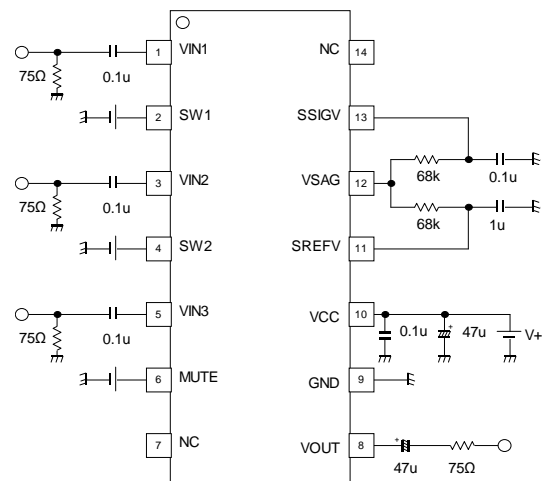 1 VIN1
75Ω 0.1u
2 SW1
3 VIN2
75Ω 0.1u
4 SW2
5 VIN3
75Ω 0.1u
6 MUTE
7 NC
NC 14
SSIGV 13
68k 0.1u
VSAG 12
68k 1u
SREFV 11
VCC 10
0.1u + 47u V+
GND 9
VOUT 8
+ 47u 75Ω